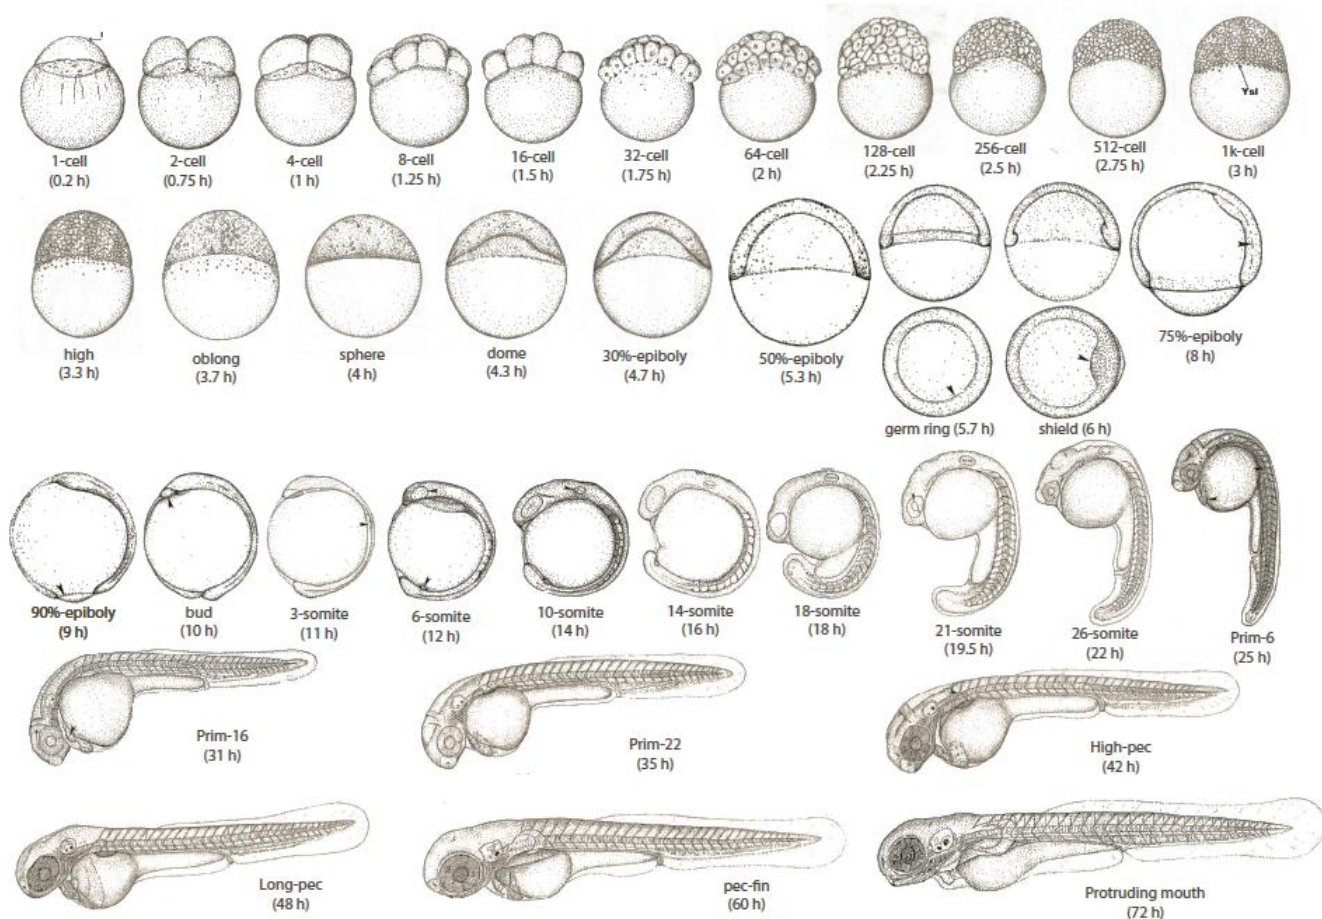 I
1-cell
(0.2 h)
2-cell
(0.75 h)
4-cell
(1 h)
8-cell
(1.25 h)
16-cell
(1.5 h)
32-cell
(1.75 h)
64-cell
(2 h)
128-cell
(2.25 h)
256-cell
(2.5 h)
512-cell
(2.75 h)
Ysl
1k-cell
(3 h)
high
(3.3 h)
oblong
(3.7 h)
sphere
(4 h)
dome
(4.3 h)
30%-epiboly
(4.7 h)
50%-epiboly
(5.3 h)
germ ring (5.7 h)
shield (6 h)
75%-epiboly
(8 h)
90%-epiboly
(9 h)
bud
(10 h)
3-somite
(11 h)
6-somite
(12 h)
10-somite
(14 h)
14-somite
(16 h)
18-somite
(18 h)
21-somite
(19.5 h)
26-somite
(22 h)
Prim-6
(25 h)
Prim-16
(31 h)
Prim-22
(35 h)
High-pec
(42 h)
Long-pec
(48 h)
pec-fin
(60 h)
Protruding mouth
(72 h)